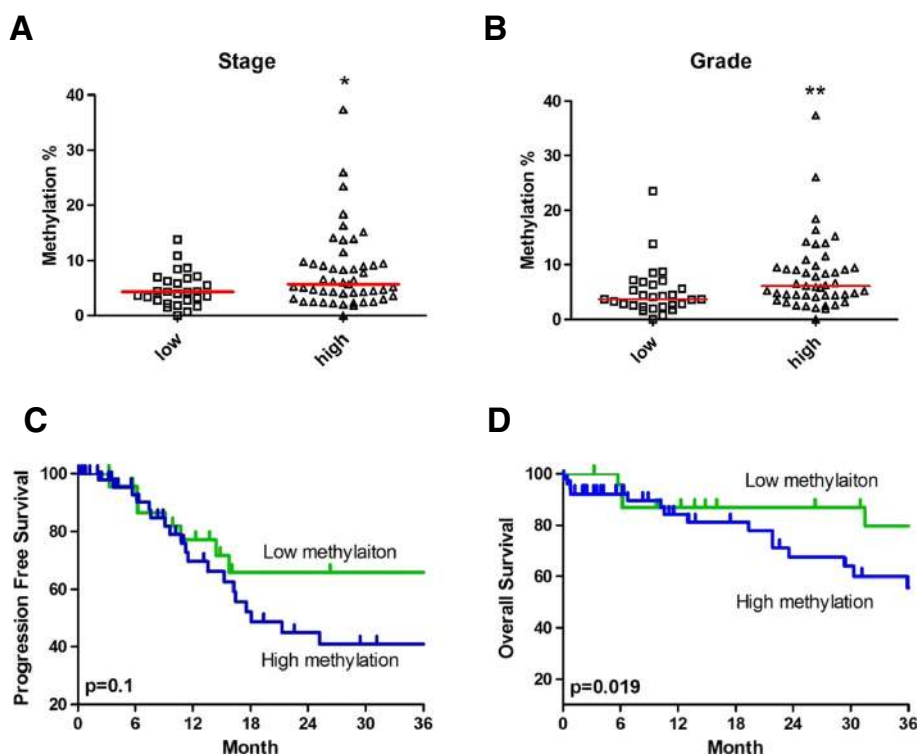 A
Stage
*
Methylation %
40
30
20
10
0
low
high
B
Grade
**
Methylation %
40
30
20
10
0
low
high
C
Progression Free Survival
100
80
60
40
20
Low methylaiton
High methylation
p=0.1
0 6 12 18 24 30 36
Month
D
Overall Survival
100
80
60
40
20
Low methylaiton
High methylation
p=0.019
0 6 12 18 24 30 36
Month